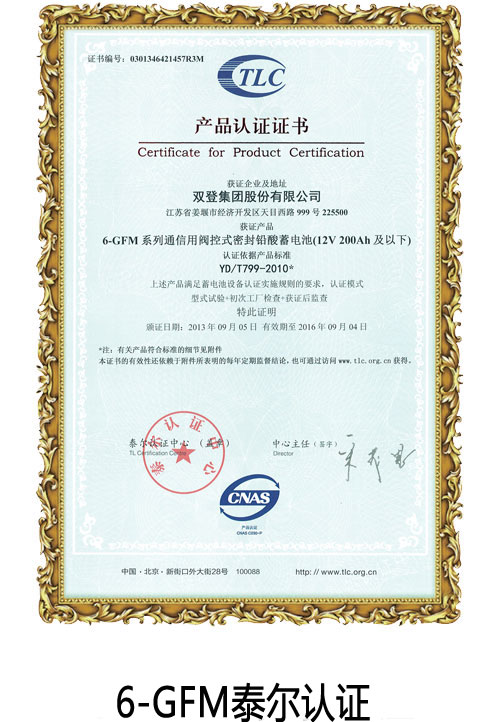 证书编号：0301346421457R3M
TLC
产品认证证书
Certificate for Product Certification
获证企业及地址
双登集团股份有限公司
江苏省姜堰市经济开发区天目西路 999 号 225500
获证产品
6-GFM 系列通信用阀控式密封铅酸蓄电池(12V 200Ah 及以下)
认证依据产品标准
YD/T799-2010*
上述产品满足蓄电池设备认证实施规则的要求，认证模式
型式试验+初次工厂检查+获证后监查
特此证明
颁证日期：2013 年 09 月 05 日 有效期至 2016 年 09 月 04 日
*注：有关产品符合标准的细节见附件
本证书的有效性还依赖于附件所表明的每年定期监督结论，也可通过访问 www.tlc.org.cn 获得。
泰尔认证中心
泰尔认证中心 （盖章） 中心主任（签字）
TL Certification Centre Director
CNAS
产品认证
CNAS C030-P
中国·北京·新街口外大街28号 100088 http://www.tlc.org.cn
6-GFM泰尔认证